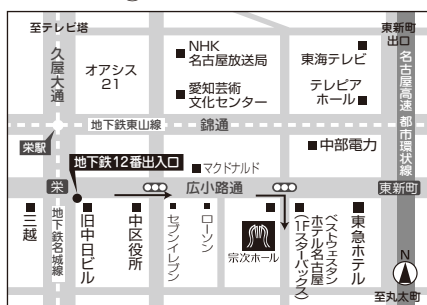 至テレビ塔
久屋大通
オアシス
21
NHK
名古屋放送局
愛知芸術
文化センター
東海テレビ
テレピア
ホール
東新町
出口
名古屋高速 都市環状線
地下鉄東山線
錦通
栄駅
地下鉄12番出入口
中部電力
マクドナルド
栄
広小路通
東新町
三越
地下鉄名城線
旧中日ビル
中区役所
セブンイレブン
ローソン
宗次ホール
ベストウェスタン
ホテル名古屋
(1Fスターバックス)
東急ホテル
N
至丸太町